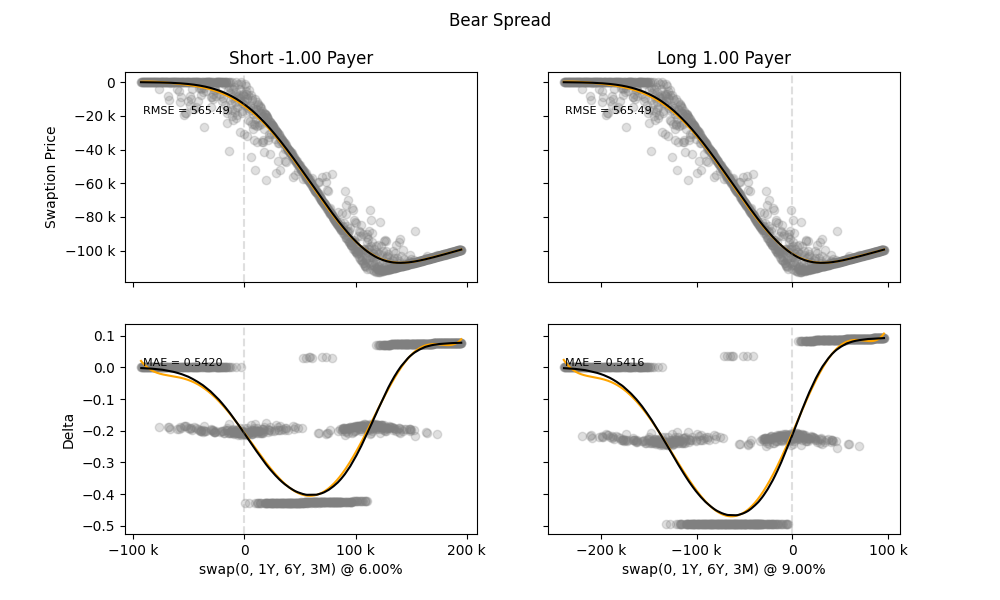 Bear Spread
Short -1.00 Payer
Long 1.00 Payer
Swaption Price
0
−20 k
−40 k
−60 k
−80 k
−100 k
RMSE = 565.49
RMSE = 565.49
Delta
0.1
0.0
−0.1
−0.2
−0.3
−0.4
−0.5
MAE = 0.5420
MAE = 0.5416
−100 k 0 100 k 200 k
−200 k −100 k 0 100 k
swap(0, 1Y, 6Y, 3M) @ 6.00%
swap(0, 1Y, 6Y, 3M) @ 9.00%